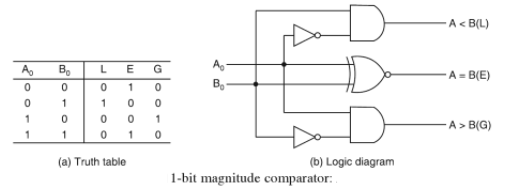 A₀ B₀ L E G
0 0 0 1 0
0 1 1 0 0
1 0 0 0 1
1 1 0 1 0
(a) Truth table
A₀
B₀
A < B(L)
A = B(E)
A > B(G)
(b) Logic diagram
1-bit magnitude comparator: